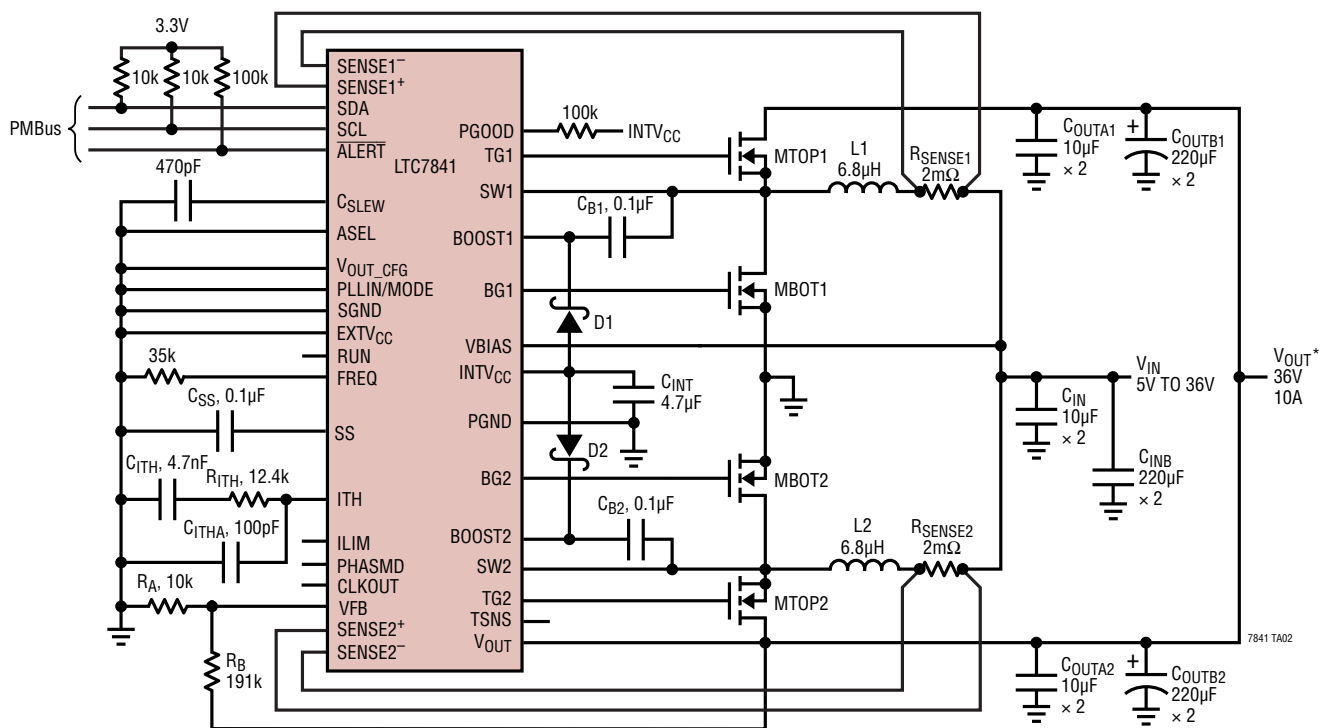 3.3V
10k
10k
100k
PMBus
470pF
35k
CSS, 0.1µF
CITH, 4.7nF
RITH, 12.4k
CITHA, 100pF
RA, 10k
RB
191k
SENSE1–
SENSE1+
SDA
SCL
ALERT
LTC7841
CSLEW
ASEL
VOUT_CFG
PLLIN/MODE
SGND
EXTVCC
RUN
FREQ
SS
ITH
ILIM
PHASMD
CLKOUT
VFB
SENSE2+
SENSE2–
PGOOD
TG1
SW1
BOOST1
BG1
VBIAS
INTVCC
PGND
BG2
BOOST2
SW2
TG2
TSNS
VOUT
100k
INTVCC
MTOP1
L1
6.8µH
RSENSE1
2mΩ
CB1, 0.1µF
MBOT1
D1
CINT
4.7µF
D2
MBOT2
CB2, 0.1µF
L2
6.8µH
RSENSE2
2mΩ
MTOP2
COUTA1
10µF
× 2
+
COUTB1
220µF
× 2
VIN
5V TO 36V
CIN
10µF
× 2
CINB
220µF
× 2
VOUT*
36V
10A
COUTA2
10µF
× 2
+
COUTB2
220µF
× 2
7841 TA02